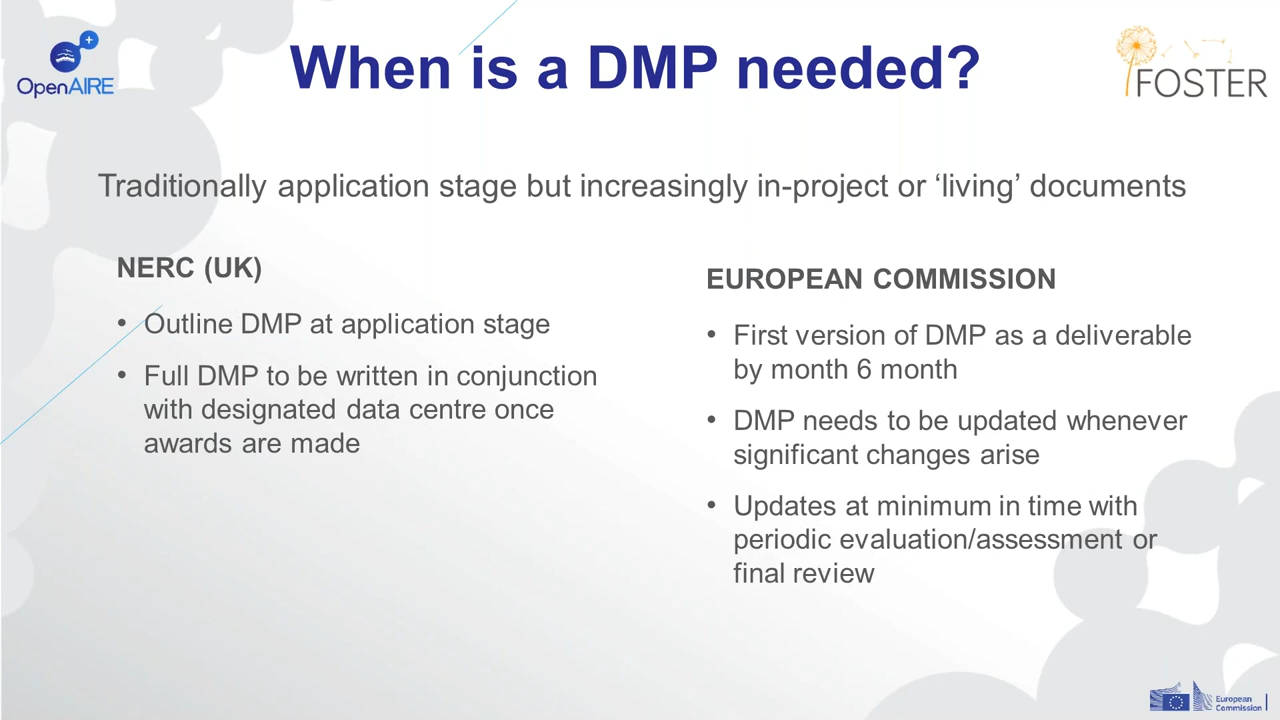 OpenAIRE
When is a DMP needed?
FOSTER
Traditionally application stage but increasingly in-project or ‘living’ documents
NERC (UK)
• Outline DMP at application stage
• Full DMP to be written in conjunction
with designated data centre once
awards are made
EUROPEAN COMMISSION
• First version of DMP as a deliverable
by month 6 month
• DMP needs to be updated whenever
significant changes arise
• Updates at minimum in time with
periodic evaluation/assessment or
final review
European
Commission